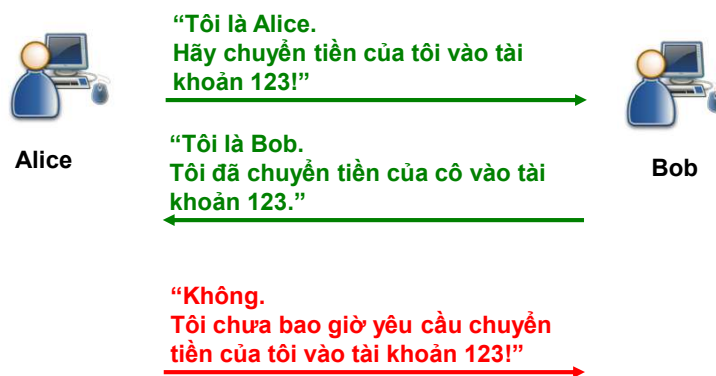 “Tôi là Alice.
Hãy chuyển tiền của tôi vào tài
khoản 123!”
Alice
“Tôi là Bob.
Tôi đã chuyển tiền của cô vào tài
khoản 123.”
Bob
“Không.
Tôi chưa bao giờ yêu cầu chuyển
tiền của tôi vào tài khoản 123!”